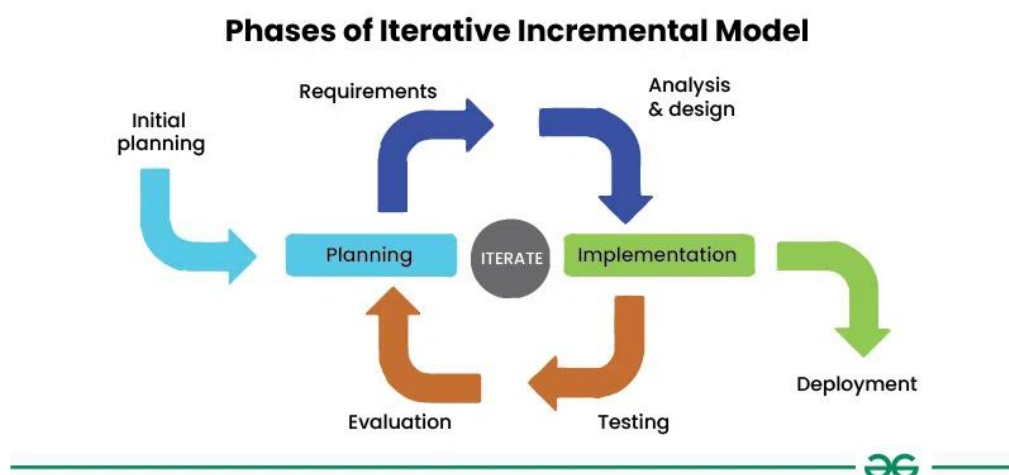 Phases of Iterative Incremental Model
Requirements
Analysis
& design
Initial
planning
Planning
ITERATE
Implementation
Deployment
Evaluation
Testing